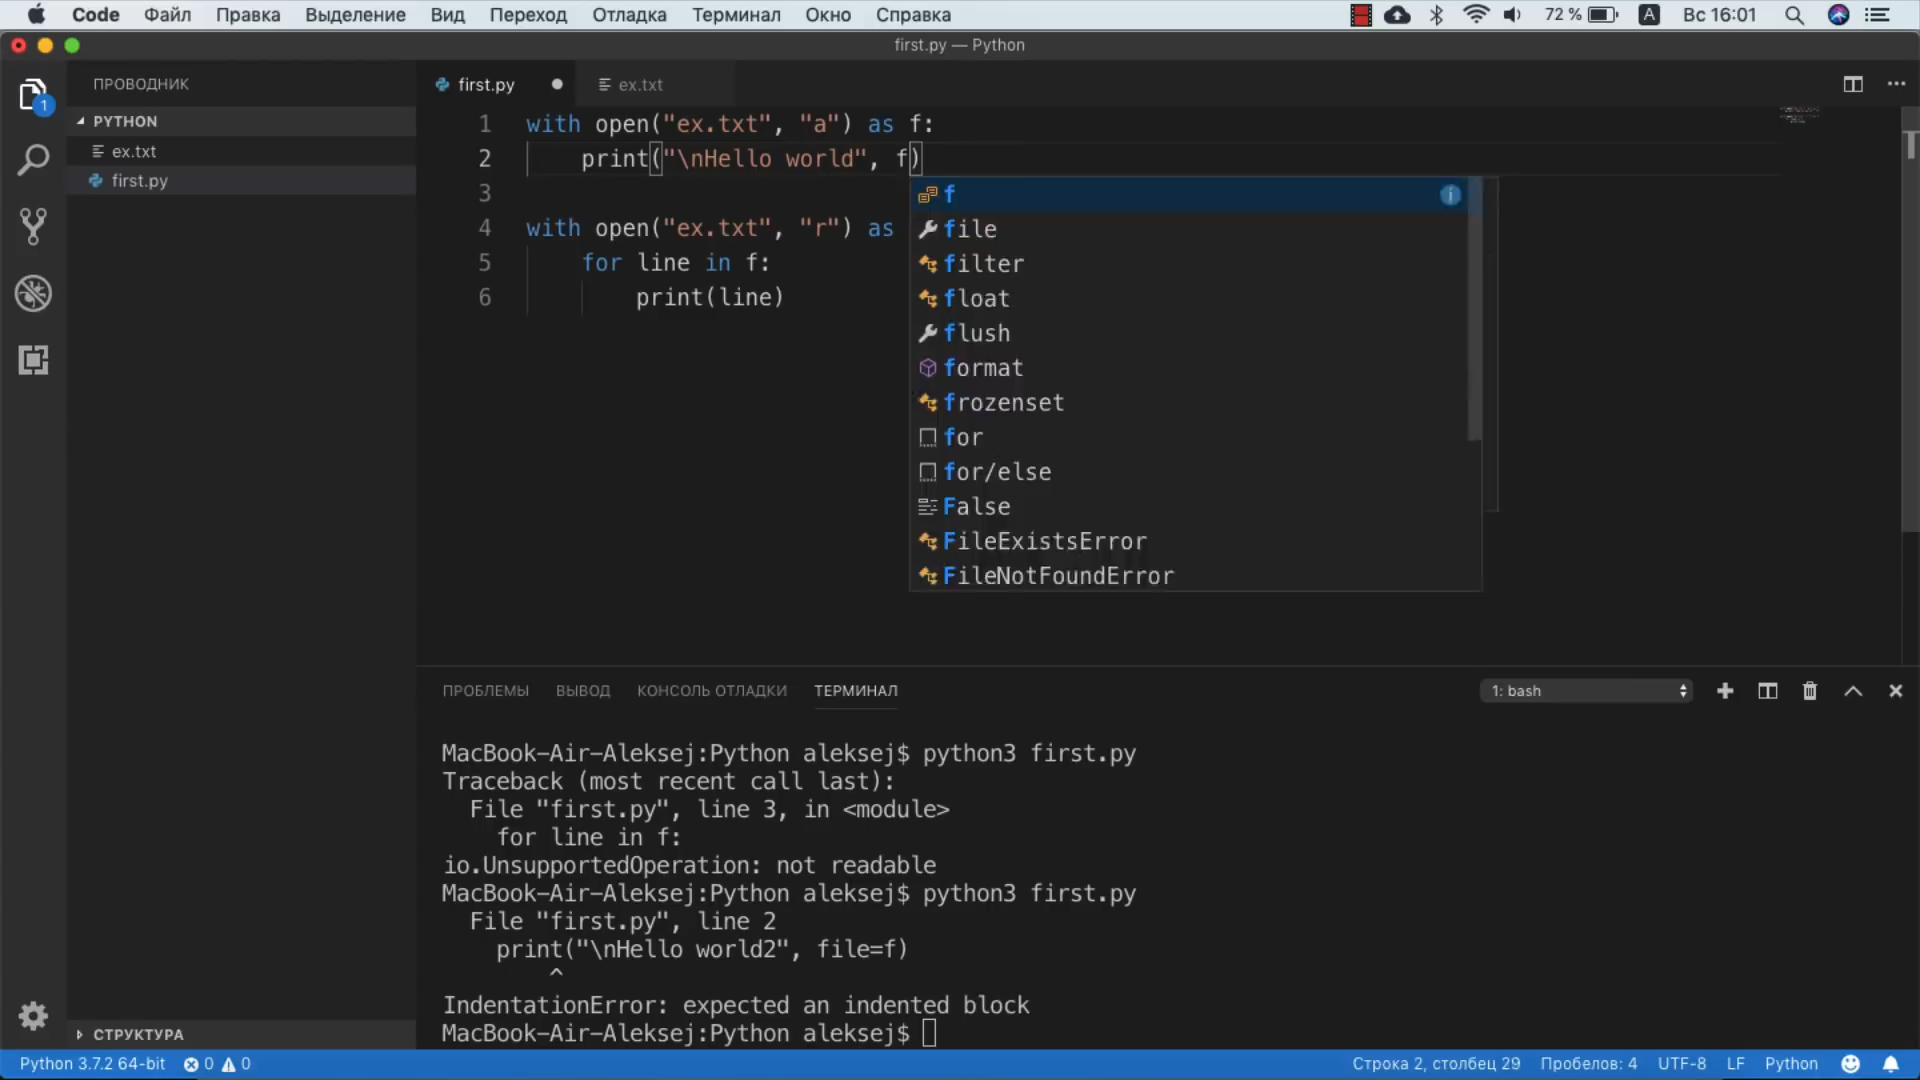 Code Файл Правка Выделение Вид Переход Отладка Терминал Окно Справка 72 % A Вс 16:01
first.py — Python
ПРОВОДНИК
first.py
ex.txt
PYTHON
ex.txt
first.py
1
1 with open("ex.txt", "a") as f:
2 print("\nHello world", f)
3
4 with open("ex.txt", "r") as
5 for line in f:
6 print(line)
f
file
filter
float
flush
format
frozenset
for
for/else
False
FileExistsError
FileNotFoundError
ПРОБЛЕМЫ ВЫВОД КОНСОЛЬ ОТЛАДКИ ТЕРМИНАЛ 1: bash
MacBook-Air-Aleksej:Python aleksej$ python3 first.py
Traceback (most recent call last):
File "first.py", line 3, in <module>
for line in f:
io.UnsupportedOperation: not readable
MacBook-Air-Aleksej:Python aleksej$ python3 first.py
File "first.py", line 2
print("\nHello world2", file=f)
^
IndentationError: expected an indented block
MacBook-Air-Aleksej:Python aleksej$
СТРУКТУРА
Python 3.7.2 64-bit 0 0 Строка 2, столбец 29 Пробелов: 4 UTF-8 LF Python